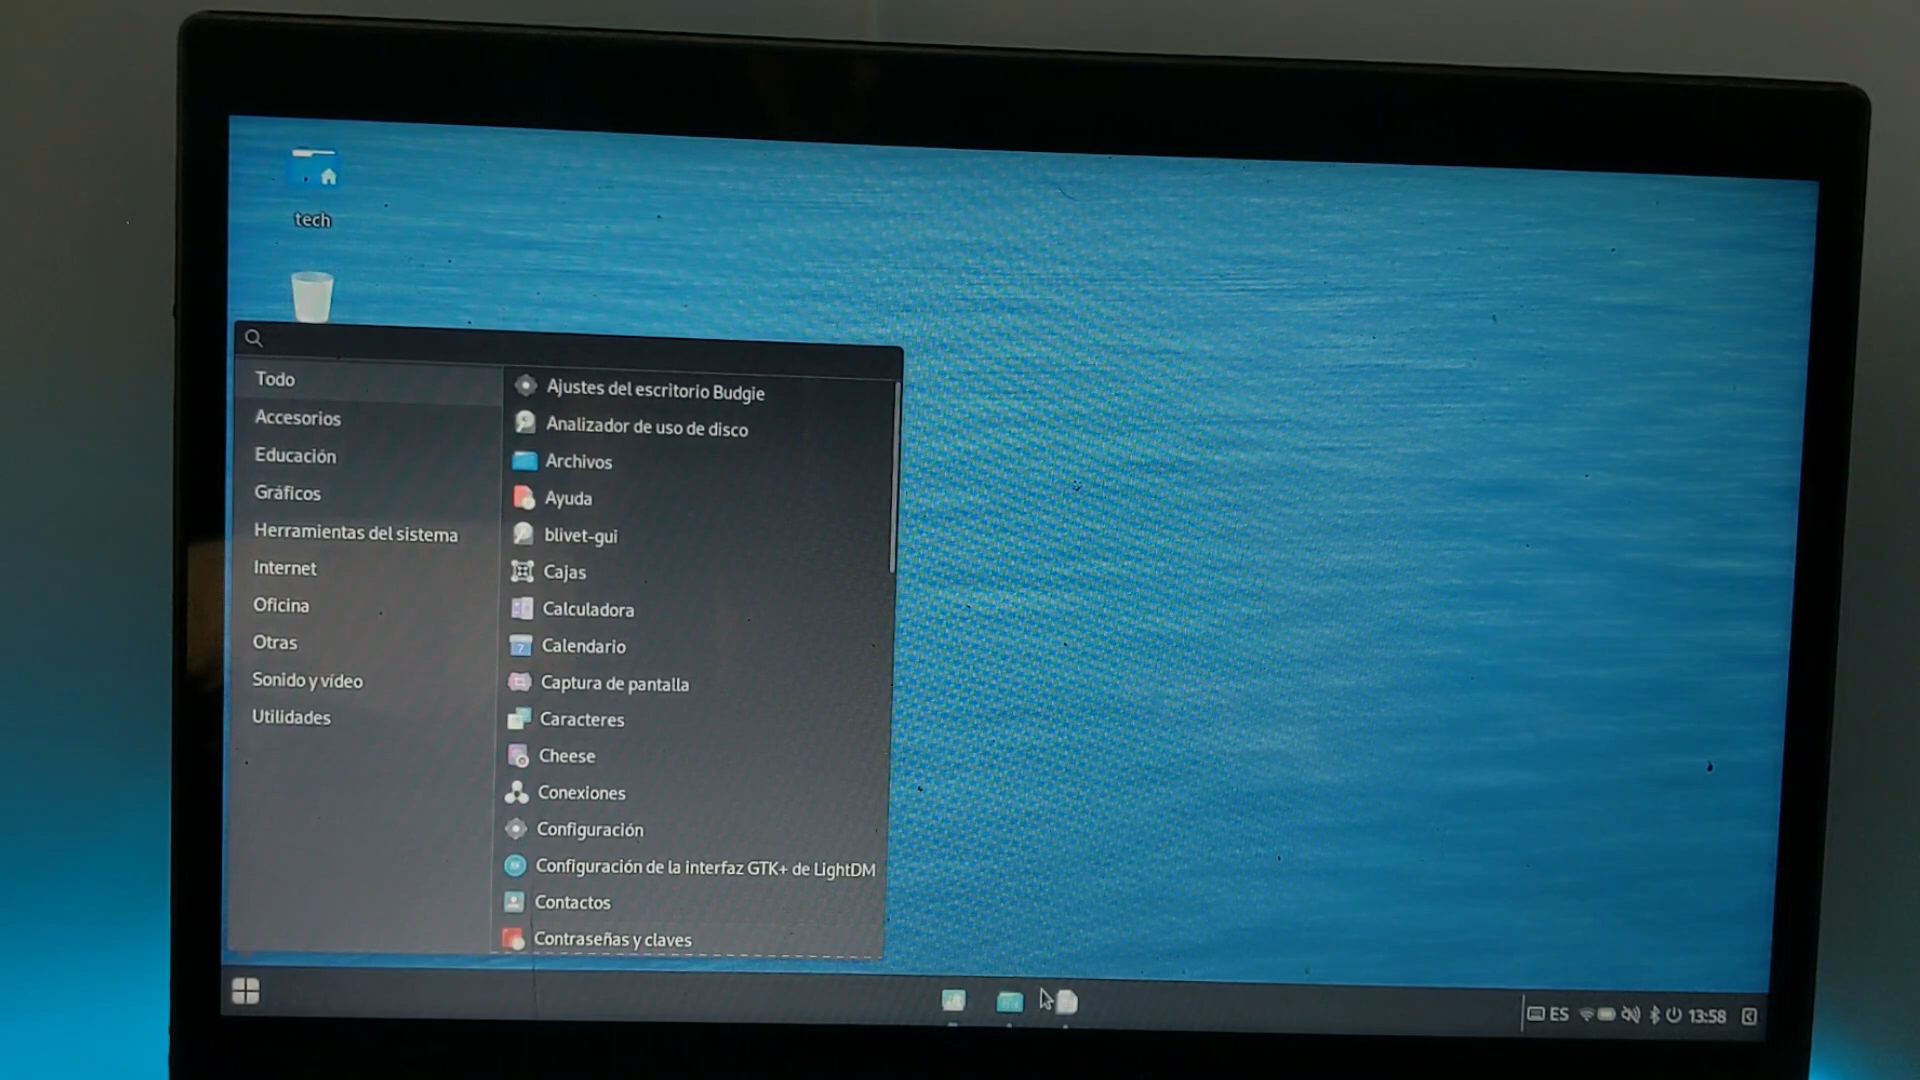 tech
Todo
Accesorios
Educación
Gráficos
Herramientas del sistema
Internet
Oficina
Otras
Sonido y vídeo
Utilidades
Ajustes del escritorio Budgie
Analizador de uso de disco
Archivos
Ayuda
blivet-gui
Cajas
Calculadora
Calendario
Captura de pantalla
Caracteres
Cheese
Conexiones
Configuración
Configuración de la interfaz GTK+ de LightDM
Contactos
Contraseñas y claves
ES 13:58